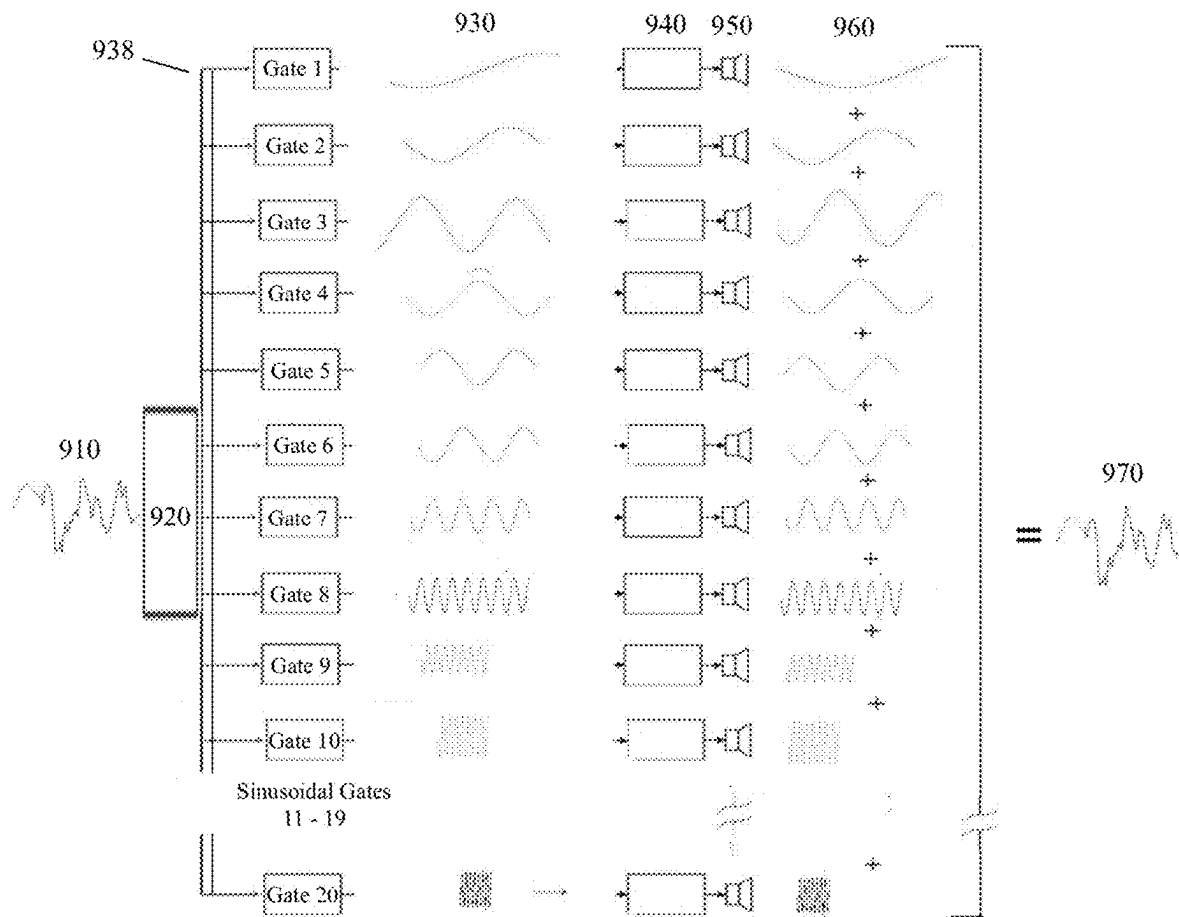 930 940 950 960
938
Gate 1
+
Gate 2
+
Gate 3
+
Gate 4
+
Gate 5
+
Gate 6
910
+
970
920
Gate 7
=
+
Gate 8
+
Gate 9
+
Gate 10
Sinusoidal Gates
11 - 19
+
Gate 20